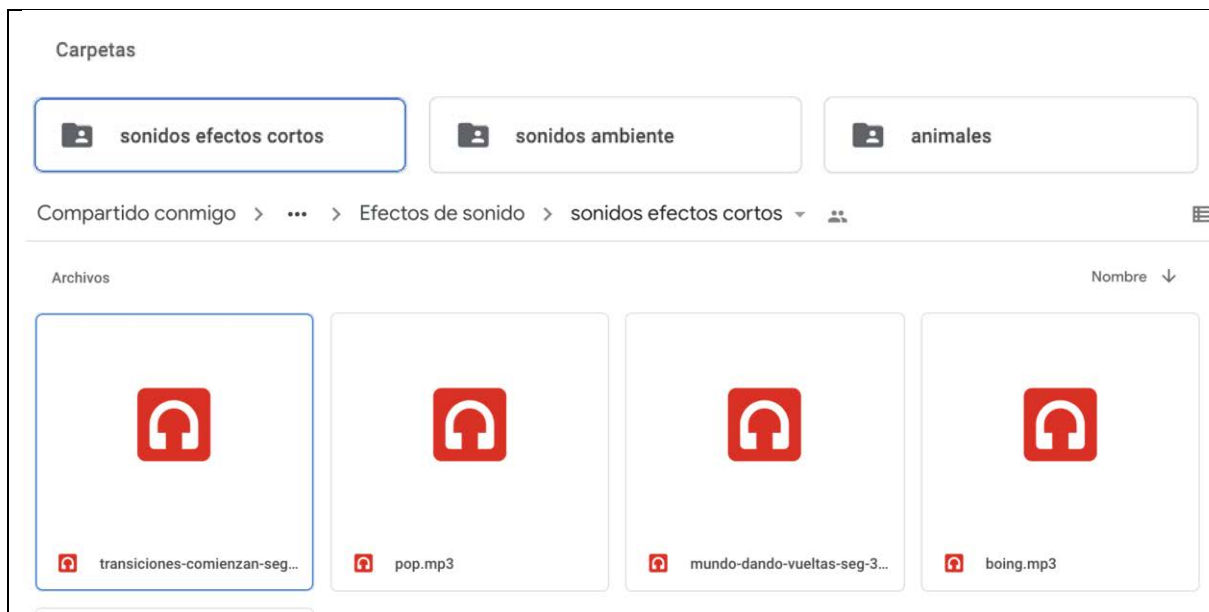 Carpetas
sonidos efectos cortos
sonidos ambiente
animales
Compartido conmigo > ••• > Efectos de sonido > sonidos efectos cortos
Archivos
Nombre
transiciones-comienzan-seg...
pop.mp3
mundo-dando-vueltas-seg-3...
boing.mp3